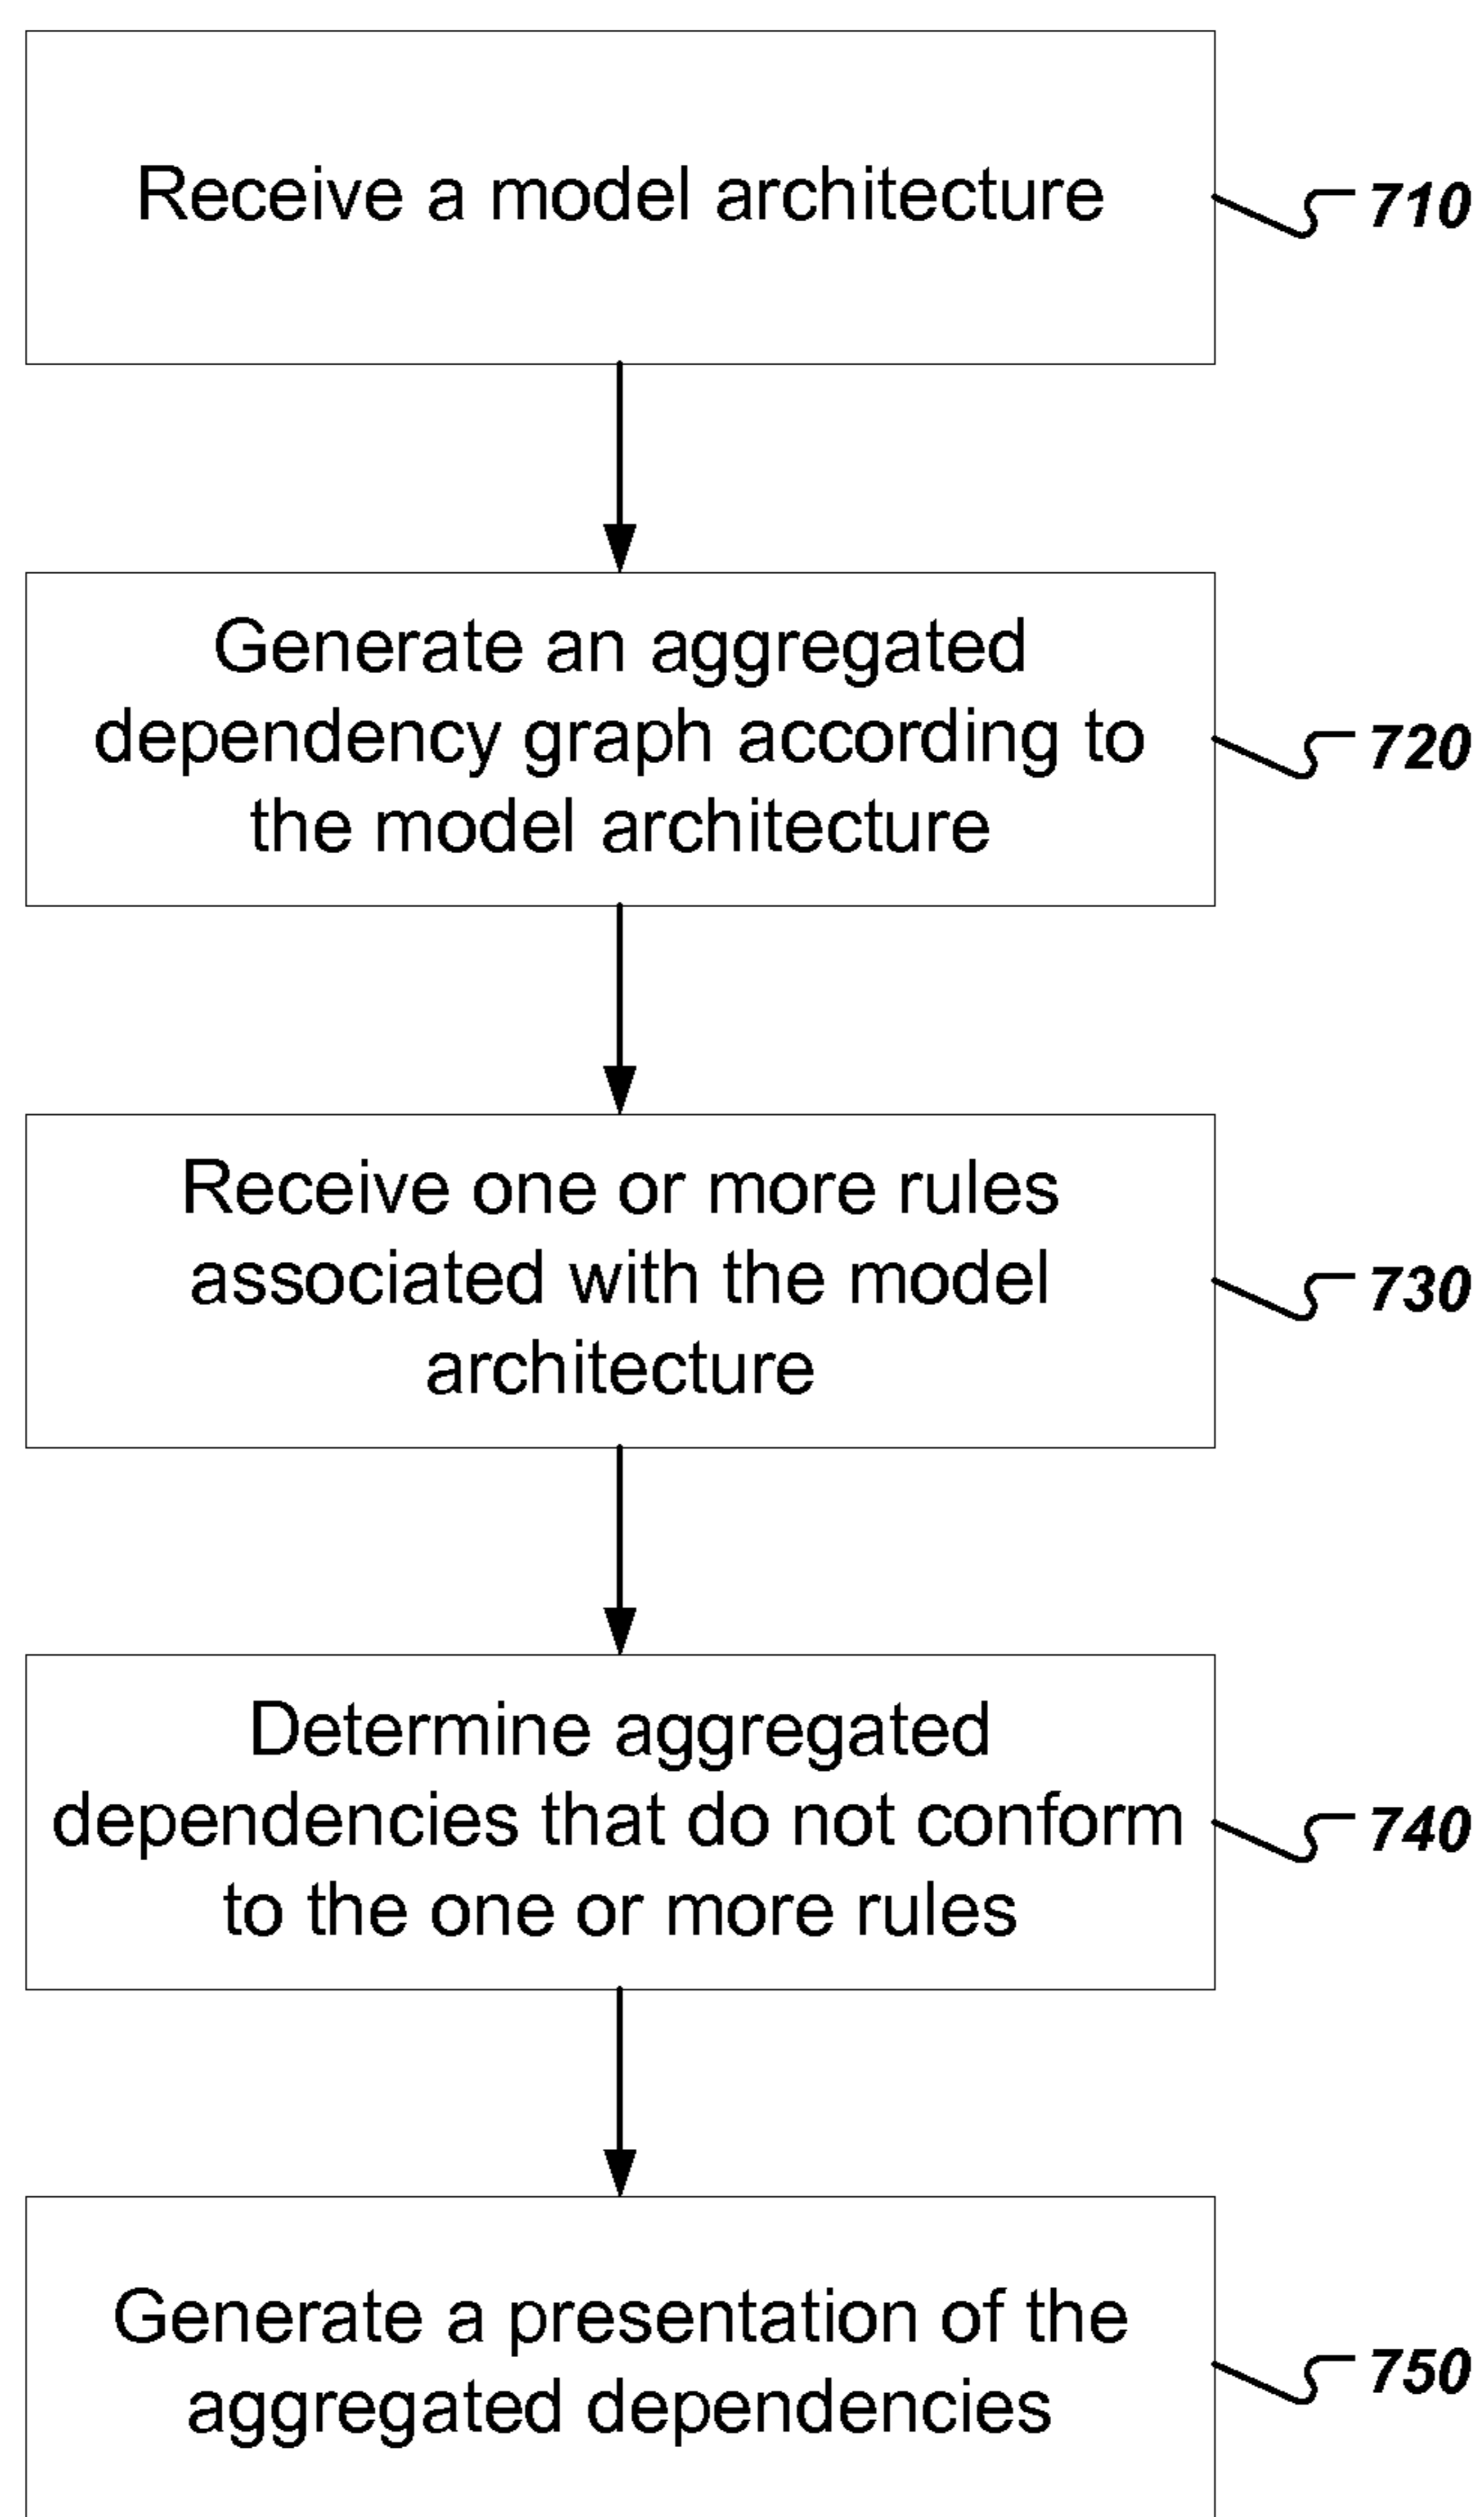 Receive a model architecture
710
Generate an aggregated
dependency graph according to
the model architecture
720
Receive one or more rules
associated with the model
architecture
730
Determine aggregated
dependencies that do not conform
to the one or more rules
740
Generate a presentation of the
aggregated dependencies
750